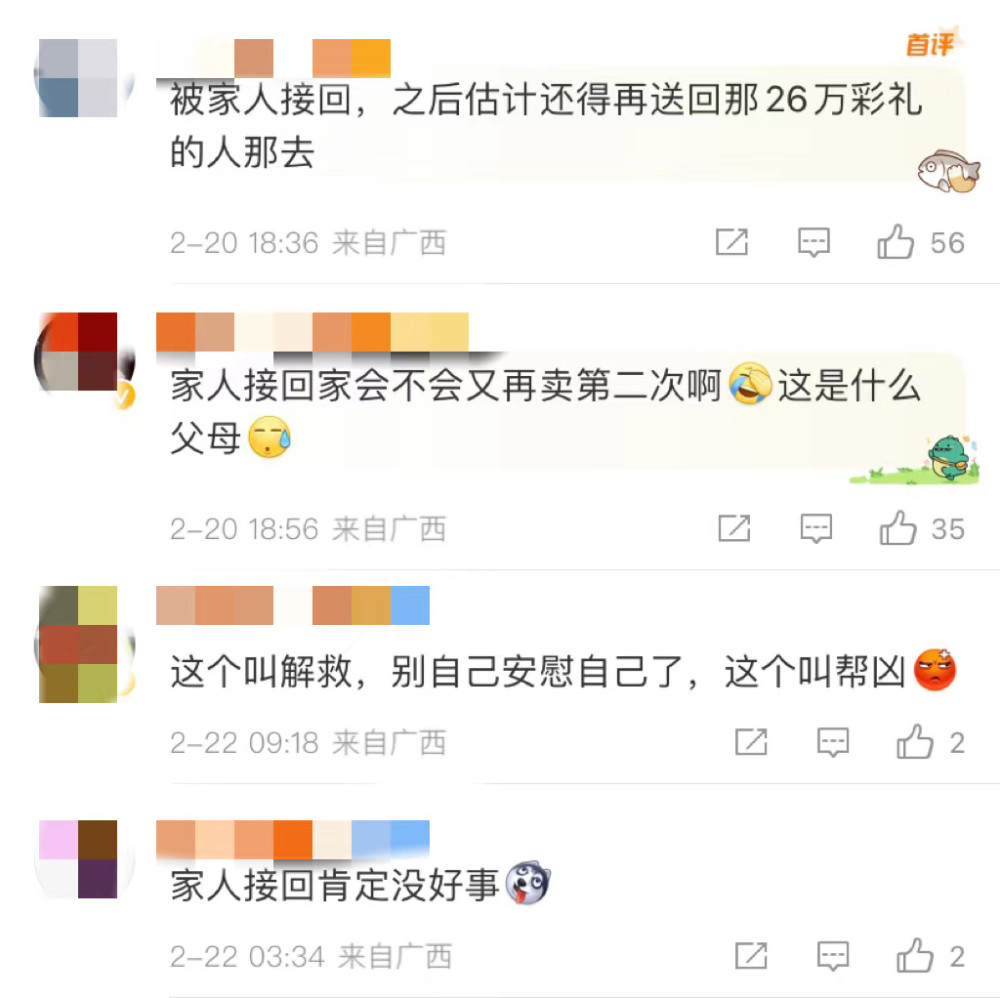 首评
被家人接回，之后估计还得再送回那26万彩礼
的人那去
2-20 18:36 来自广西
56
家人接回家会不会又再卖第二次啊🤣这是什么
父母😓
2-20 18:56 来自广西
35
这个叫解救，别自己安慰自己了，这个叫帮凶😡
2-22 09:18 来自广西
2
家人接回肯定没好事
2-22 03:34 来自广西
2